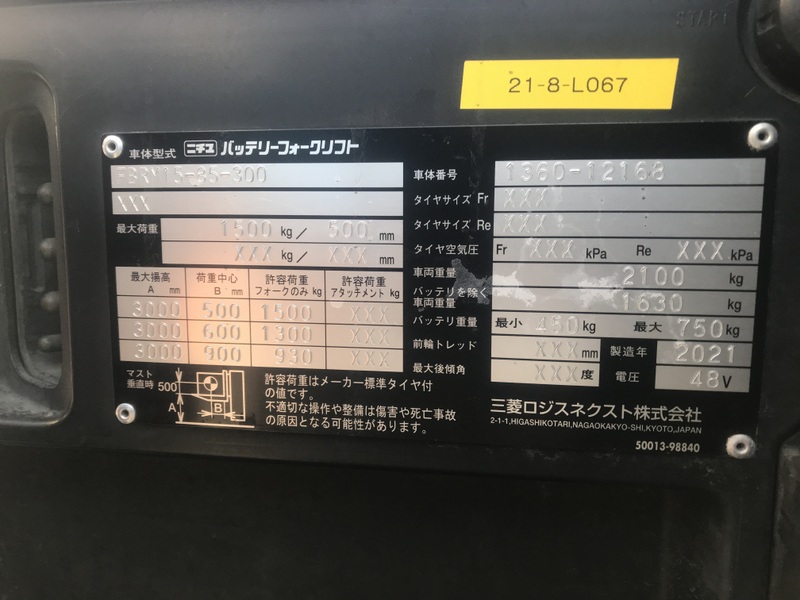 START
21-8-L067
車体型式 ニチユ バッテリーフォークリフト
FBRM15-85-300
XXX
最大荷重 1500 kg／ 500 mm
XXX kg／ XXX mm
最大揚高 A mm 荷重中心 B mm 許容荷重 フォークのみ kg 許容荷重 アタッチメント kg
3000 500 1500 XXX
3000 600 1300 XXX
3000 900 930 XXX
マスト垂直時 500 A B
許容荷重はメーカー標準タイヤ付
の値です。
不適切な操作や整備は傷害や死亡事故
の原因となる可能性があります。
車体番号 1360-12168
タイヤサイズ Fr XXX
タイヤサイズ Re XXX
タイヤ空気圧 Fr XXX kPa Re XXX kPa
車両重量 2100 kg
バッテリを除く
車両重量 1630 kg
バッテリ重量 最小 450 kg 最大 750 kg
前輪トレッド XXX mm 製造年 2021
最大後傾角 XXX 度 電圧 48 V
三菱ロジスネクスト株式会社
2-1-1,HIGASHIKOTARI,NAGAOKAKYO-SHI,KYOTO,JAPAN
50013-98840